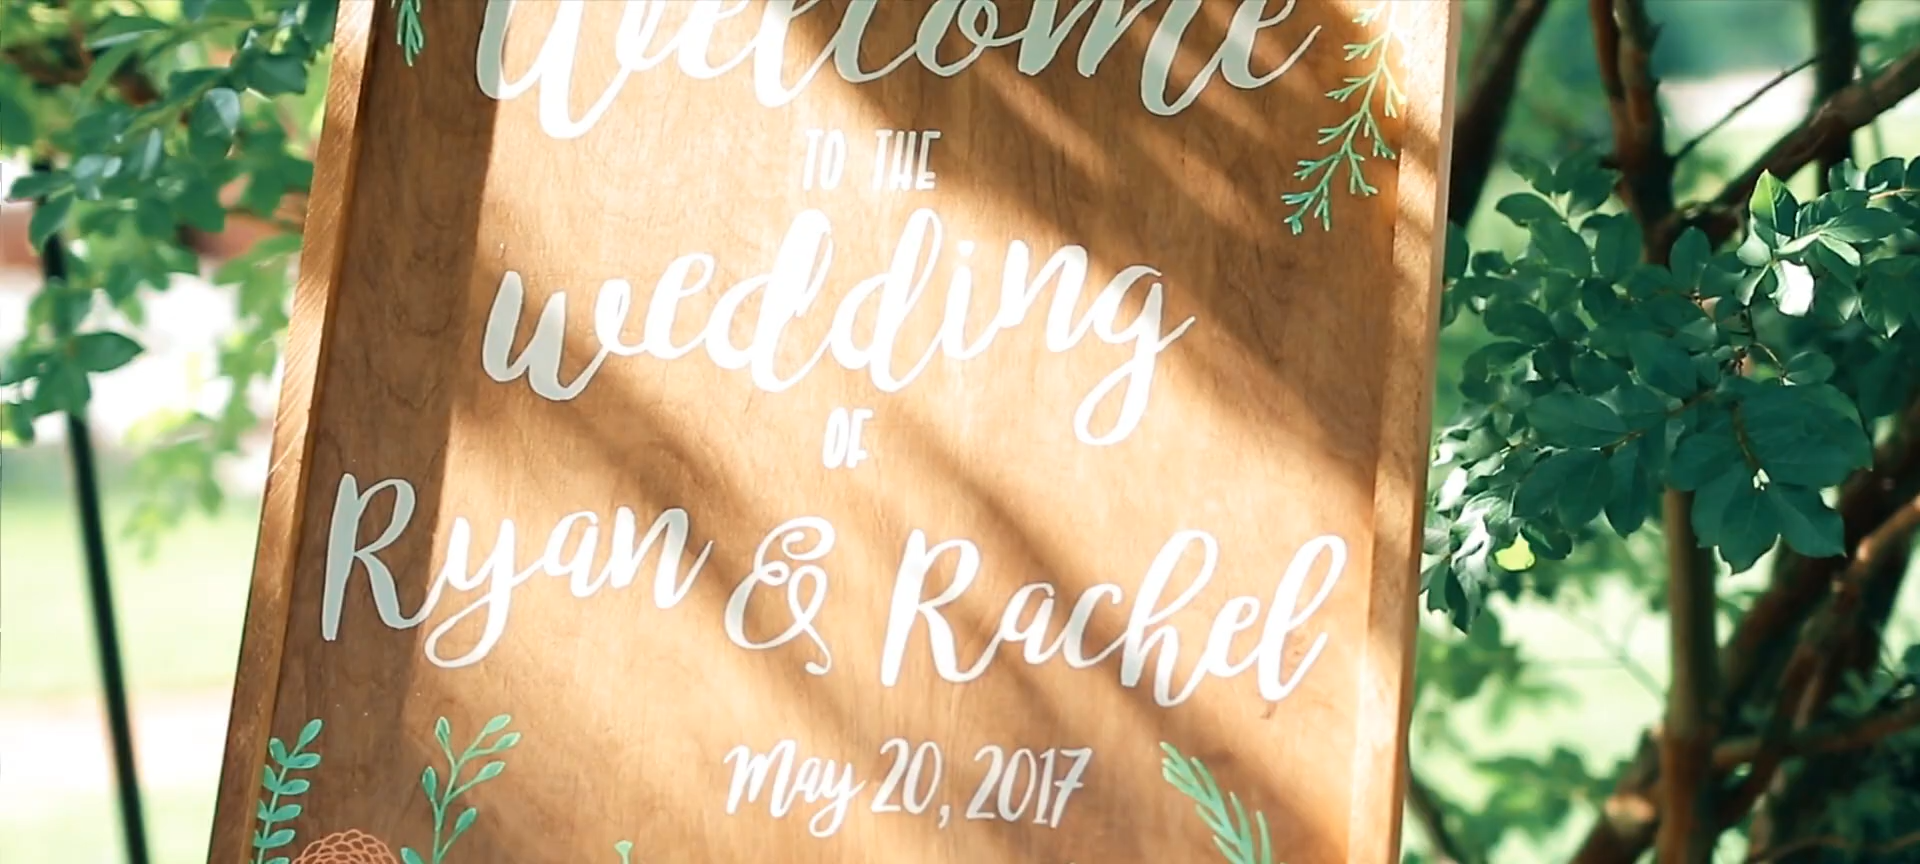 Welcome
TO THE
wedding
OF
Ryan & Rachel
May 20, 2017